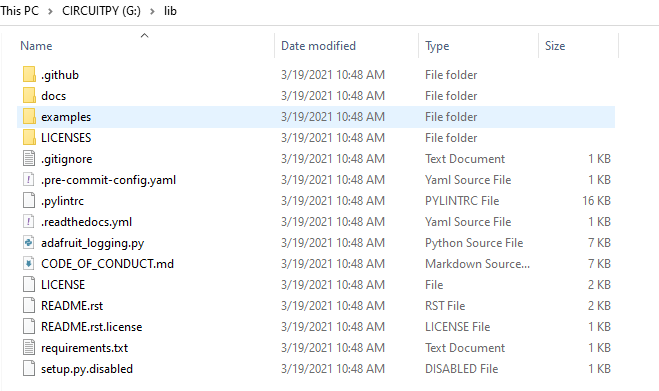 This PC > CIRCUITPY (G:) > lib
Name Date modified Type Size
.github 3/19/2021 10:48 AM File folder
docs 3/19/2021 10:48 AM File folder
examples 3/19/2021 10:48 AM File folder
LICENSES 3/19/2021 10:48 AM File folder
.gitignore 3/19/2021 10:48 AM Text Document 1 KB
.pre-commit-config.yaml 3/19/2021 10:48 AM Yaml Source File 1 KB
.pylintrc 3/19/2021 10:48 AM PYLINTRC File 16 KB
.readthedocs.yml 3/19/2021 10:48 AM Yaml Source File 1 KB
adafruit_logging.py 3/19/2021 10:48 AM Python Source File 7 KB
CODE_OF_CONDUCT.md 3/19/2021 10:48 AM Markdown Source... 7 KB
LICENSE 3/19/2021 10:48 AM File 2 KB
README.rst 3/19/2021 10:48 AM RST File 2 KB
README.rst.license 3/19/2021 10:48 AM LICENSE File 1 KB
requirements.txt 3/19/2021 10:48 AM Text Document 1 KB
setup.py.disabled 3/19/2021 10:48 AM DISABLED File 2 KB